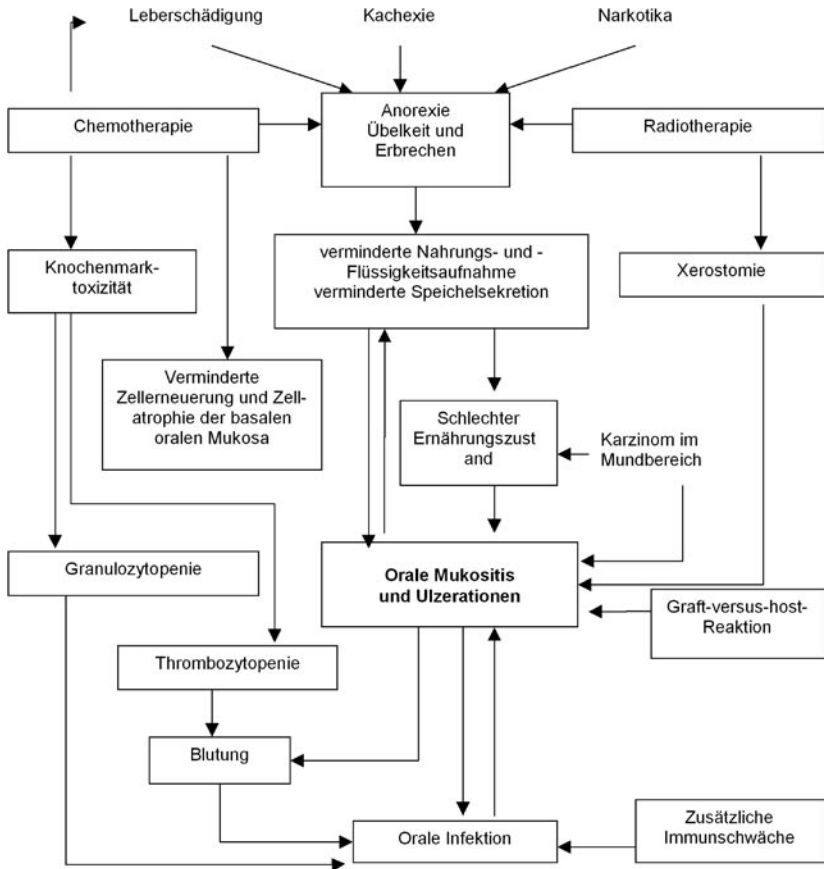 Leberschädigung
Kachexie
Narkotika
Chemotherapie
Anorexie
Übelkeit und
Erbrechen
Radiotherapie
Knochenmark-
toxizität
verminderte Nahrungs- und -
Flüssigkeitsaufnahme
verminderte Speichelsekretion
Xerostomie
Verminderte
Zellerneuerung und Zell-
atrophie der basalen
oralen Mukosa
Schlechter
Ernährungszust
and
Karzinom im
Mundbereich
Granulozytopenie
Orale Mukositis
und Ulzerationen
Graft-versus-host-
Reaktion
Thrombozytopenie
Blutung
Orale Infektion
Zusätzliche
Immunschwäche